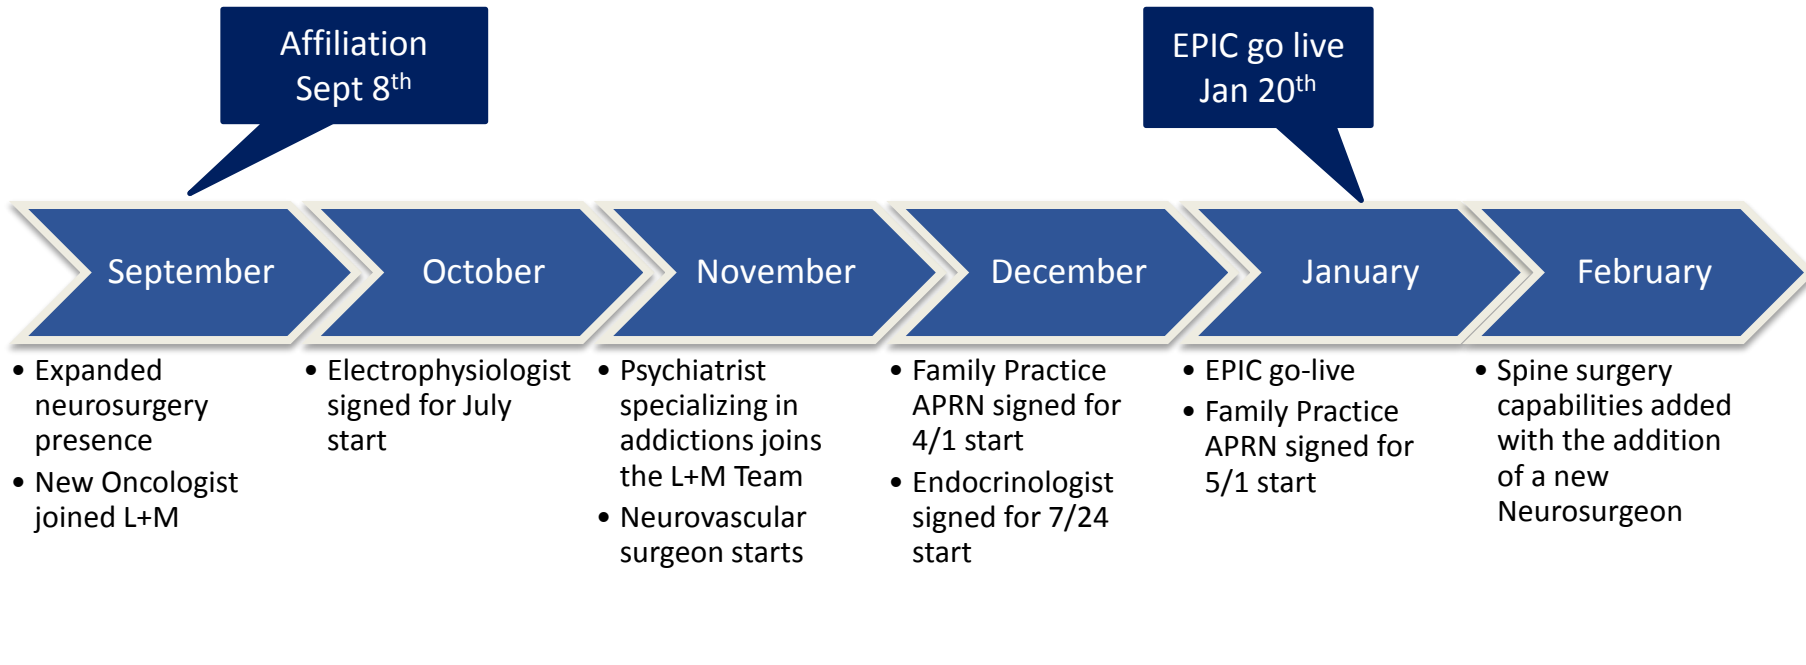 Affiliation
Sept 8th
EPIC go live
Jan 20th
September
October
November
December
January
February
• Expanded
neurosurgery
presence
• New Oncologist
joined L+M
• Electrophysiologist
signed for July
start
• Psychiatrist
specializing in
addictions joins
the L+M Team
• Neurovascular
surgeon starts
• Family Practice
APRN signed for
4/1 start
• Endocrinologist
signed for 7/24
start
• EPIC go-live
• Family Practice
APRN signed for
5/1 start
• Spine surgery
capabilities added
with the addition
of a new
Neurosurgeon